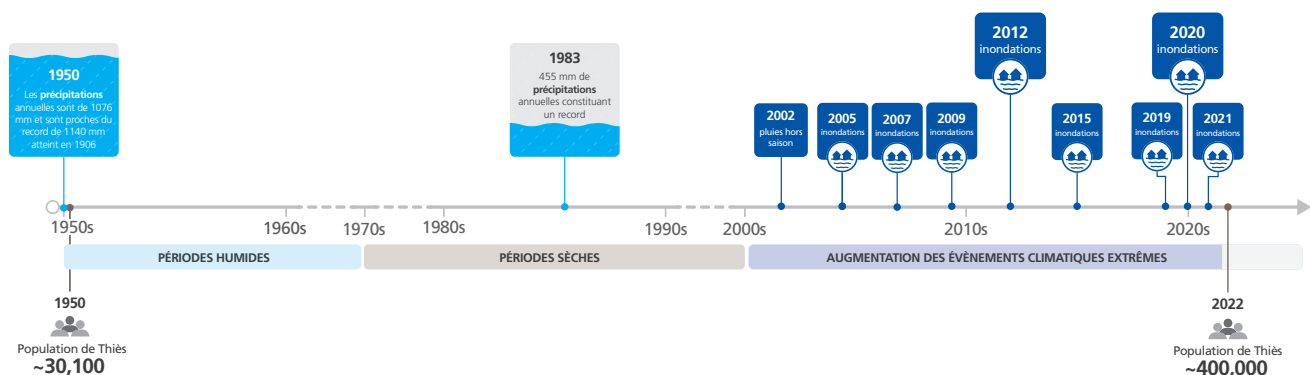 1950
Les précipitations
annuelles sont de 1076
mm et sont proches du
record de 1140 mm
atteint en 1906
1983
455 mm de
précipitations
annuelles constituant
un record
2002
pluies hors
saison
2005
inondations
2007
inondations
2009
inondations
2012
inondations
2015
inondations
2019
inondations
2020
inondations
2021
inondations
1950s
1960s
1970s
1980s
1990s
2000s
2010s
2020s
PÉRIODES HUMIDES
PÉRIODES SÈCHES
AUGMENTATION DES ÉVÈNEMENTS CLIMATIQUES EXTRÊMES
1950
Population de Thiès
~30,100
2022
Population de Thiès
~400,000